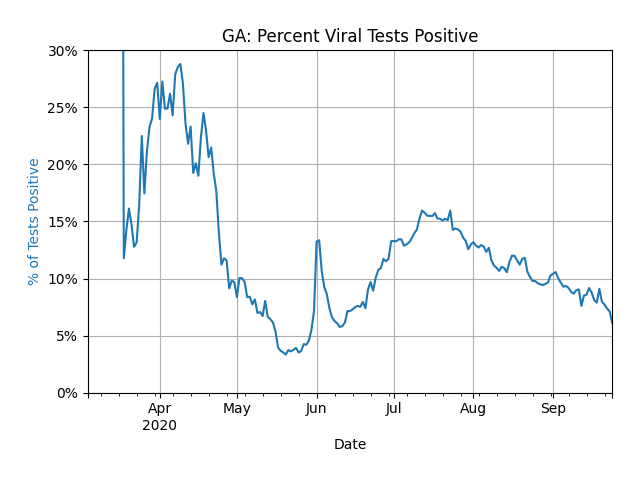 GA: Percent Viral Tests Positive
% of Tests Positive
30%
25%
20%
15%
10%
5%
0%
Apr May Jun Jul Aug Sep
2020
Date